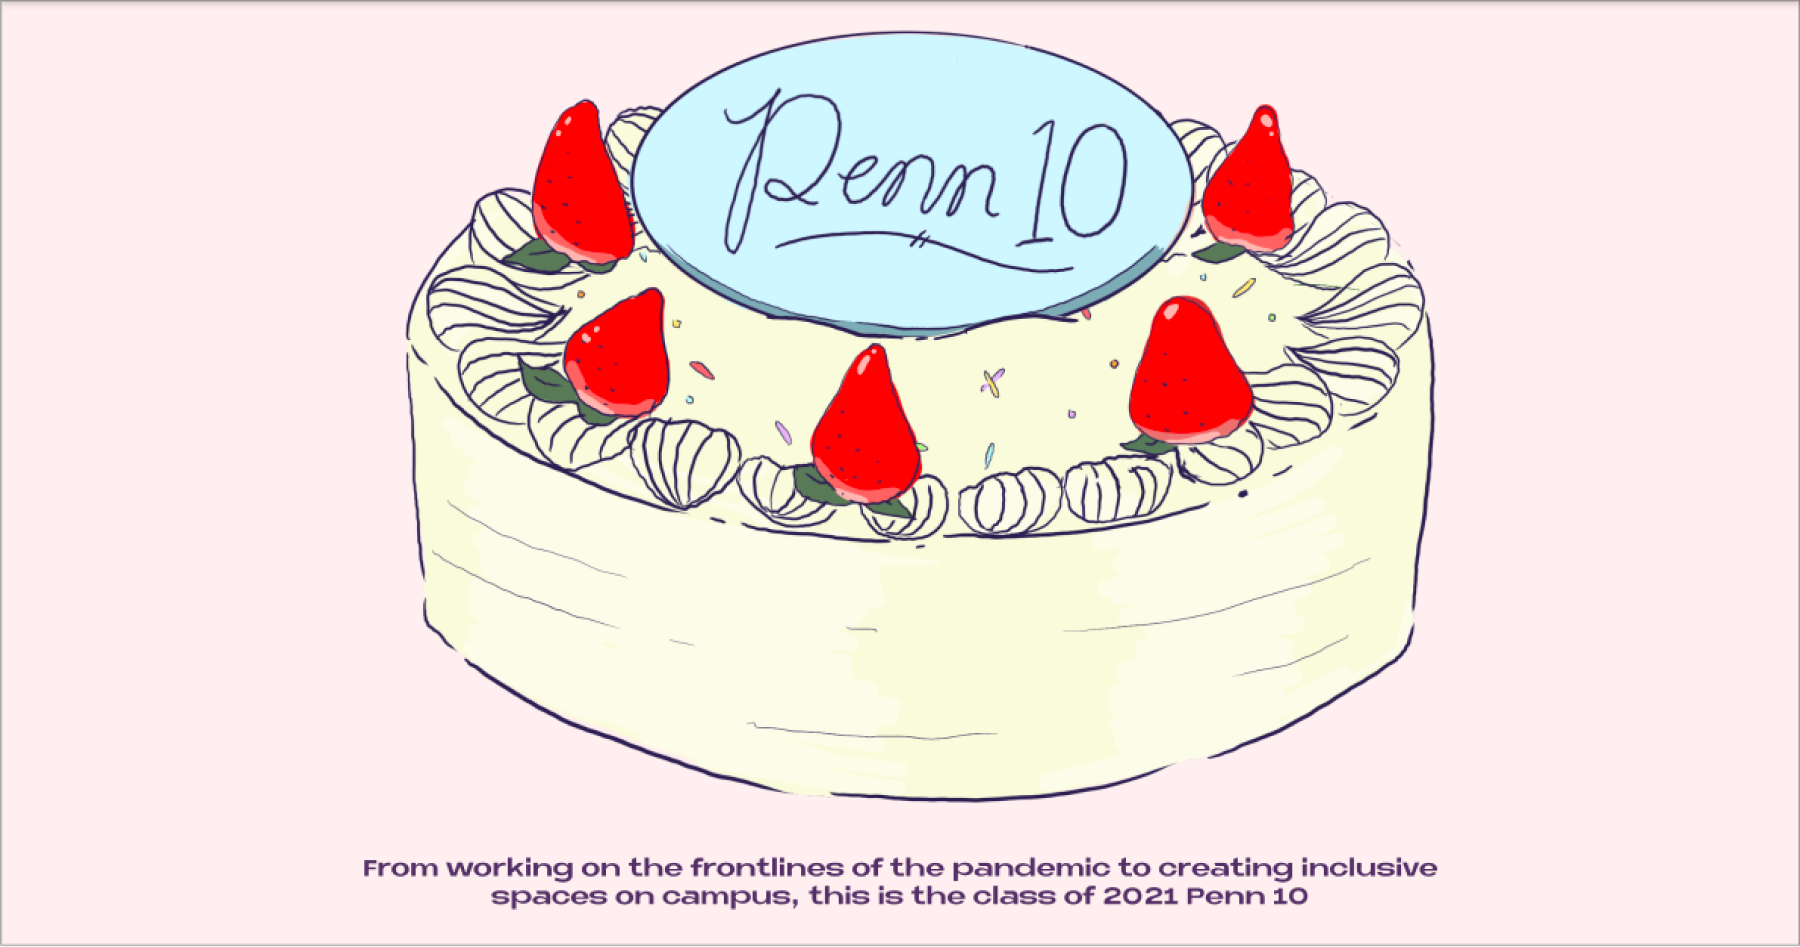 Penn 10
From working on the frontlines of the pandemic to creating inclusive
spaces on campus, this is the class of 2021 Penn 10